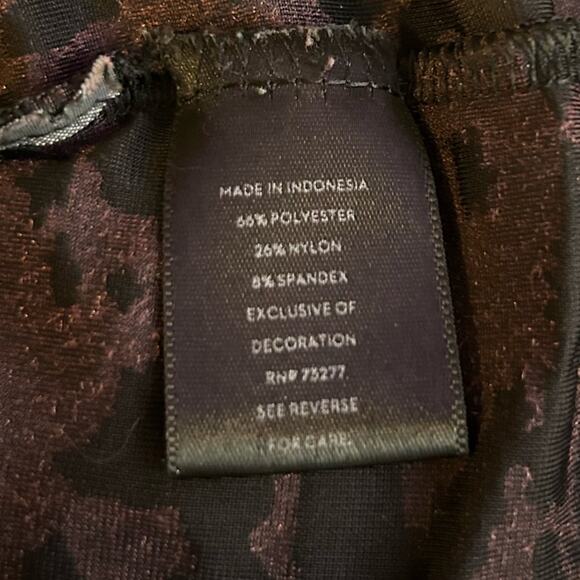 MADE IN INDONESIA
66% POLYESTER
26% NYLON
8% SPANDEX
EXCLUSIVE OF
DECORATION
RN# 73277
SEE REVERSE
FOR CARE